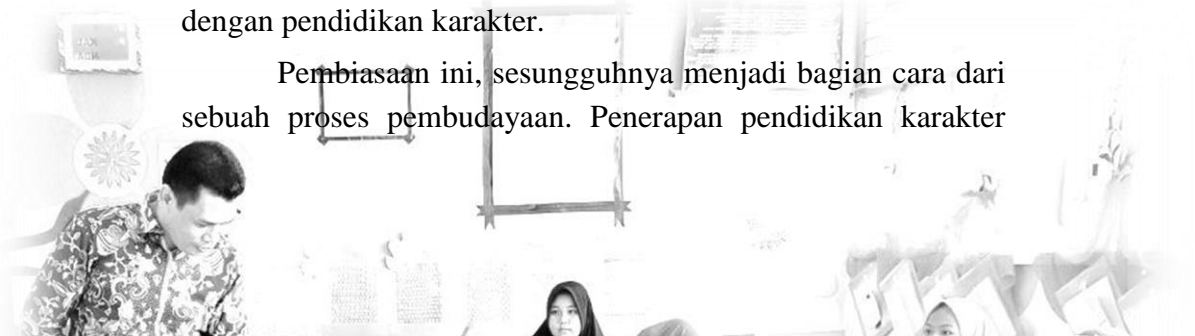 dengan pendidikan karakter.
Pembiasaan ini, sesungguhnya menjadi bagian cara dari
sebuah proses pembudayaan. Penerapan pendidikan karakter